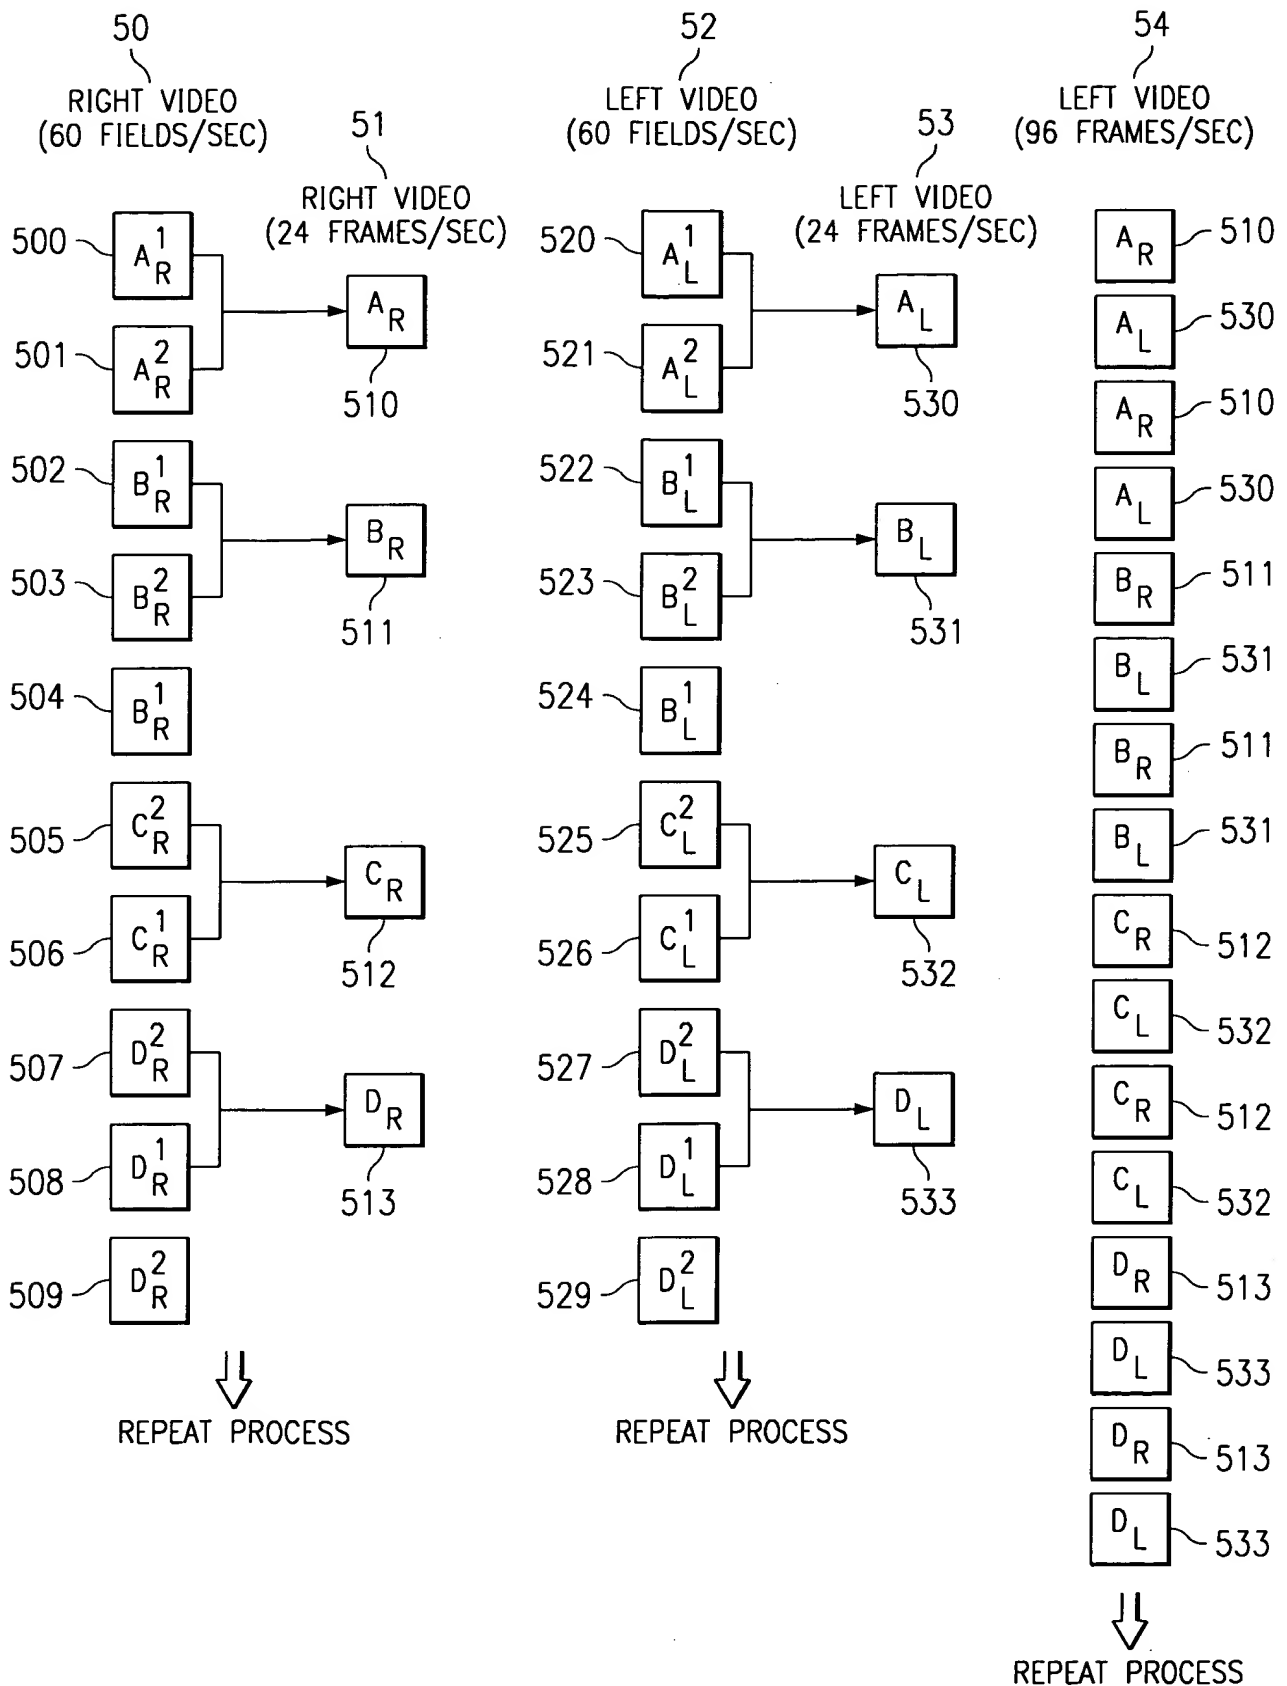 50
RIGHT VIDEO
(60 FIELDS/SEC)
51
RIGHT VIDEO
(24 FRAMES/SEC)
52
LEFT VIDEO
(60 FIELDS/SEC)
53
LEFT VIDEO
(24 FRAMES/SEC)
54
LEFT VIDEO
(96 FRAMES/SEC)
500 A¹R
501 A²R
AR
510
502 B¹R
503 B²R
BR
511
504 B¹R
505 C²R
506 C¹R
CR
512
507 D²R
508 D¹R
DR
513
509 D²R
REPEAT PROCESS
520 A¹L
521 A²L
AL
530
522 B¹L
523 B²L
BL
531
524 B¹L
525 C²L
526 C¹L
CL
532
527 D²L
528 D¹L
DL
533
529 D²L
REPEAT PROCESS
AR 510
AL 530
AR 510
AL 530
BR 511
BL 531
BR 511
BL 531
CR 512
CL 532
CR 512
CL 532
DR 513
DL 533
DR 513
DL 533
REPEAT PROCESS